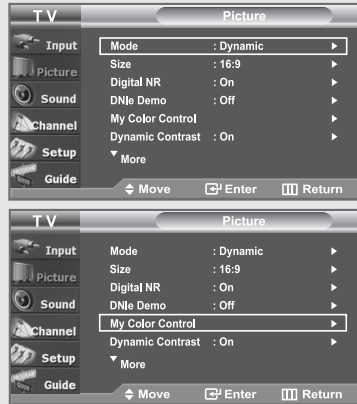 TV Picture
Input
Picture
Sound
Channel
Setup
Guide
Mode : Dynamic
Size : 16:9
Digital NR : On
DNIe Demo : Off
My Color Control
Dynamic Contrast : On
More
Move Enter Return
TV Picture
Input
Picture
Sound
Channel
Setup
Guide
Mode : Dynamic
Size : 16:9
Digital NR : On
DNIe Demo : Off
My Color Control
Dynamic Contrast : On
More
Move Enter Return